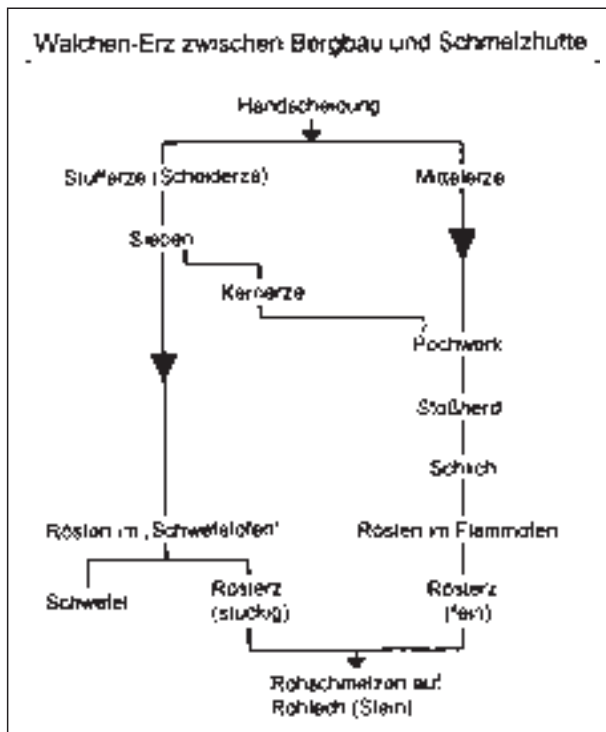 Walchen-Erz zwischen Bergbau und Schmelzhütte
Handscheidung
Stufferze (Scheiderze)
Mittelerze
Sieben
Kernerze
Pochwerk
Stoßherd
Schlich
Rösten im „Schwefelofen"
Rösten im Flammofen
Schwefel
Rösterz
(stückig)
Rösterz
(fein)
Rohschmelzen auf
Rohlech (Stein)